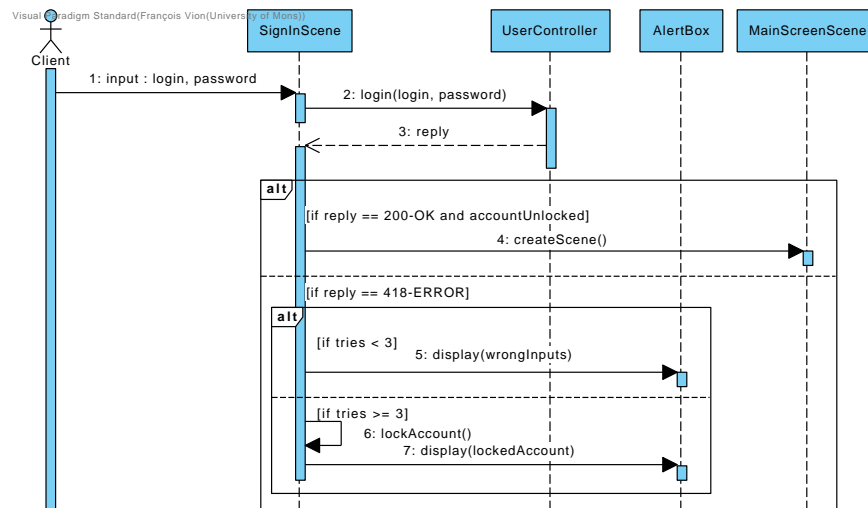 Visual Paradigm Standard(François Vion(University of Mons))
SignInScene
UserController
AlertBox
MainScreenScene
Client
1: input : login, password
2: login(login, password)
3: reply
alt
[if reply == 200-OK and accountUnlocked]
4: createScene()
[if reply == 418-ERROR]
alt
[if tries < 3]
5: display(wrongInputs)
[if tries >= 3]
6: lockAccount()
7: display(lockedAccount)